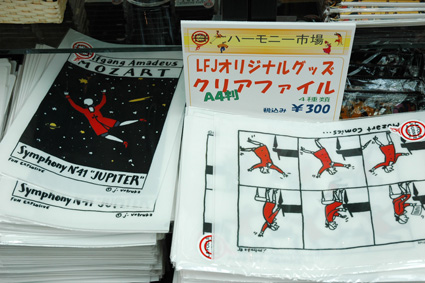 Wolfgang Amadeus
MOZART
Symphony N°41 "JUPITER"
Symphony N°41 "JUPITER"
ハーモニー市場
LFJオリジナルグッズ
クリアファイル
A4判
4種類
税込み ¥300
mozart Comics...